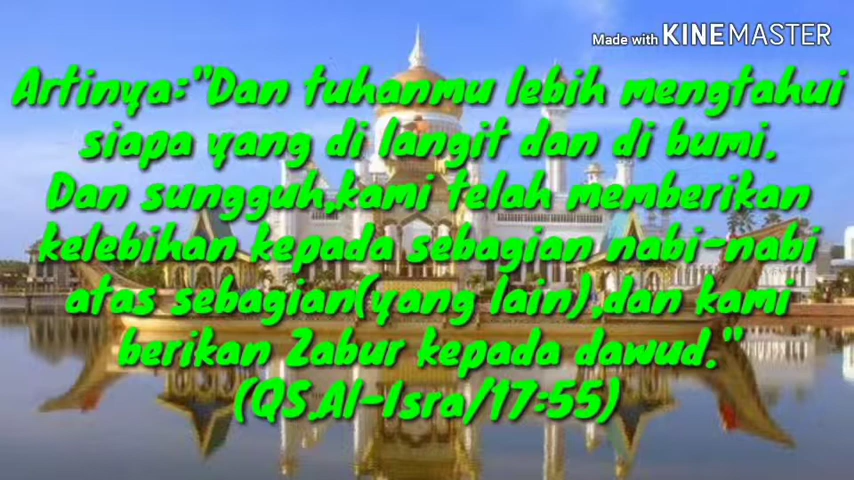 Made with KINEMASTER
Artinya:"Dan tuhanmu lebih mengtahui
siapa yang di langit dan di bumi.
Dan sungguh,kami telah memberikan
kelebihan kepada sebagian nabi-nabi
atas sebagian(yang lain),dan kami
berikan Zabur kepada dawud."
(QS,Al-Isra/17:55)